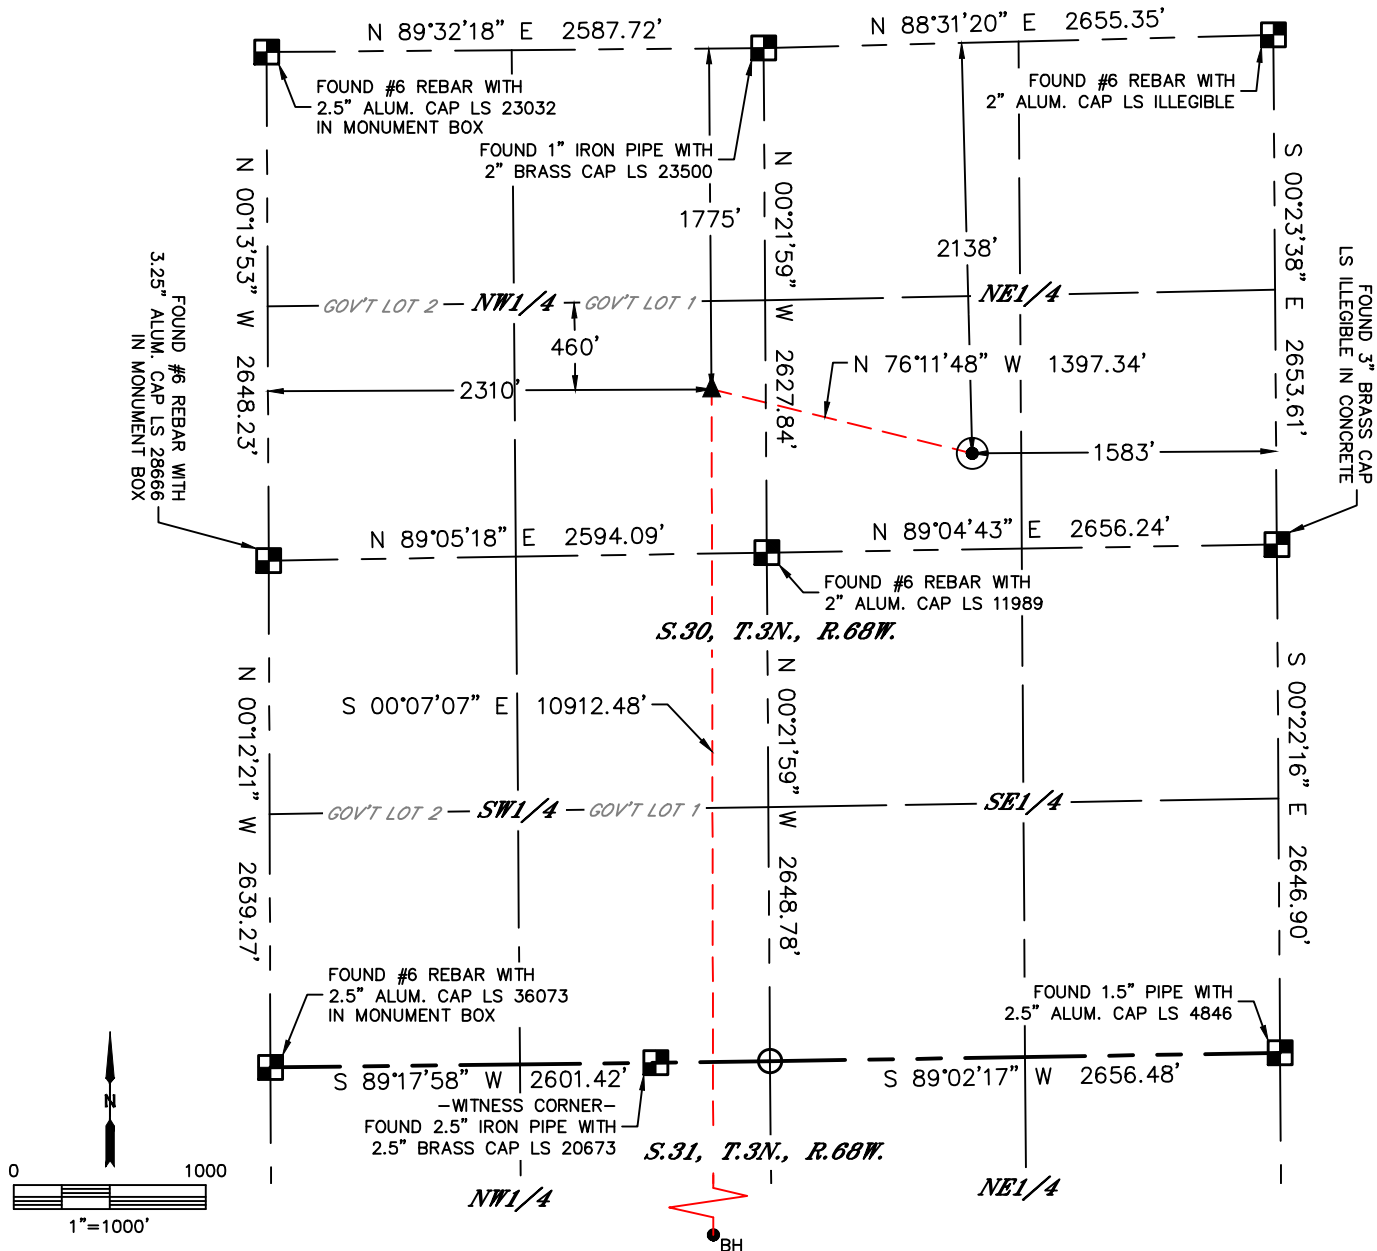 N 89°32'18" E 2587.72'
N 88°31'20" E 2655.35'
FOUND #6 REBAR WITH
2.5" ALUM. CAP LS 23032
IN MONUMENT BOX
FOUND #6 REBAR WITH
2" ALUM. CAP LS ILLEGIBLE
FOUND 1" IRON PIPE WITH
2" BRASS CAP LS 23500
N 00°13'53" W 2648.23'
N 00°21'59" W 2627.84'
S 00°23'38" E 2653.61'
1775'
2138'
FOUND #6 REBAR WITH
3.25" ALUM. CAP LS 28666
IN MONUMENT BOX
FOUND 3" BRASS CAP
LS ILLEGIBLE IN CONCRETE
GOV'T LOT 2
NW1/4
GOV'T LOT 1
NE1/4
460'
2310'
N 76°11'48" W 1397.34'
1583'
N 89°05'18" E 2594.09'
N 89°04'43" E 2656.24'
FOUND #6 REBAR WITH
2" ALUM. CAP LS 11989
S.30, T.3N., R.68W.
N 00°12'21" W 2639.27'
N 00°21'59" W 2648.78'
S 00°22'16" E 2646.90'
S 00°07'07" E 10912.48'
GOV'T LOT 2
SW1/4
GOV'T LOT 1
SE1/4
FOUND #6 REBAR WITH
2.5" ALUM. CAP LS 36073
IN MONUMENT BOX
FOUND 1.5" PIPE WITH
2.5" ALUM. CAP LS 4846
S 89°17'58" W 2601.42'
S 89°02'17" W 2656.48'
-WITNESS CORNER-
FOUND 2.5" IRON PIPE WITH
2.5" BRASS CAP LS 20673
S.31, T.3N., R.68W.
NW1/4
NE1/4
N
0 1000
1"=1000'
BH